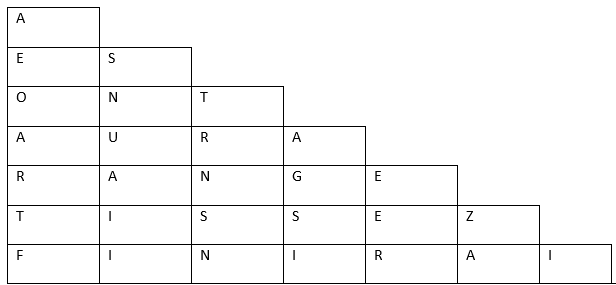 A
E S
O N T
A U R A
R A N G E
T I S S E Z
F I N I R A I